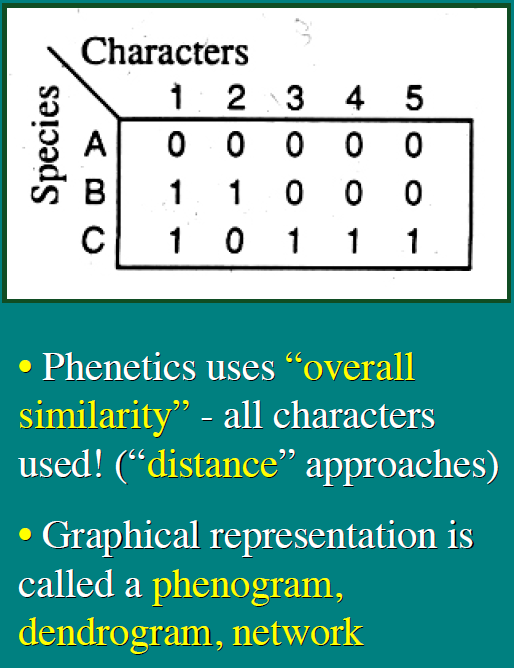 Characters
1 2 3 4 5
Species
A 0 0 0 0 0
B 1 1 0 0 0
C 1 0 1 1 1
• Phenetics uses “overall
similarity” - all characters
used! (“distance” approaches)
• Graphical representation is
called a phenogram,
dendrogram, network